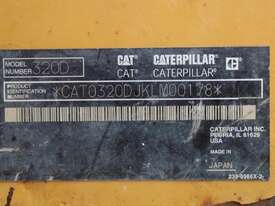 MODEL NUMBER 320D
CAT CATERPILLAR
CAT CATERPILLAR
PRODUCT IDENTIFICATION NUMBER *CAT0320DJKLM00178*
CATERPILLAR INC.
PEORIA, IL 61629
USA
MADE IN
JAPAN